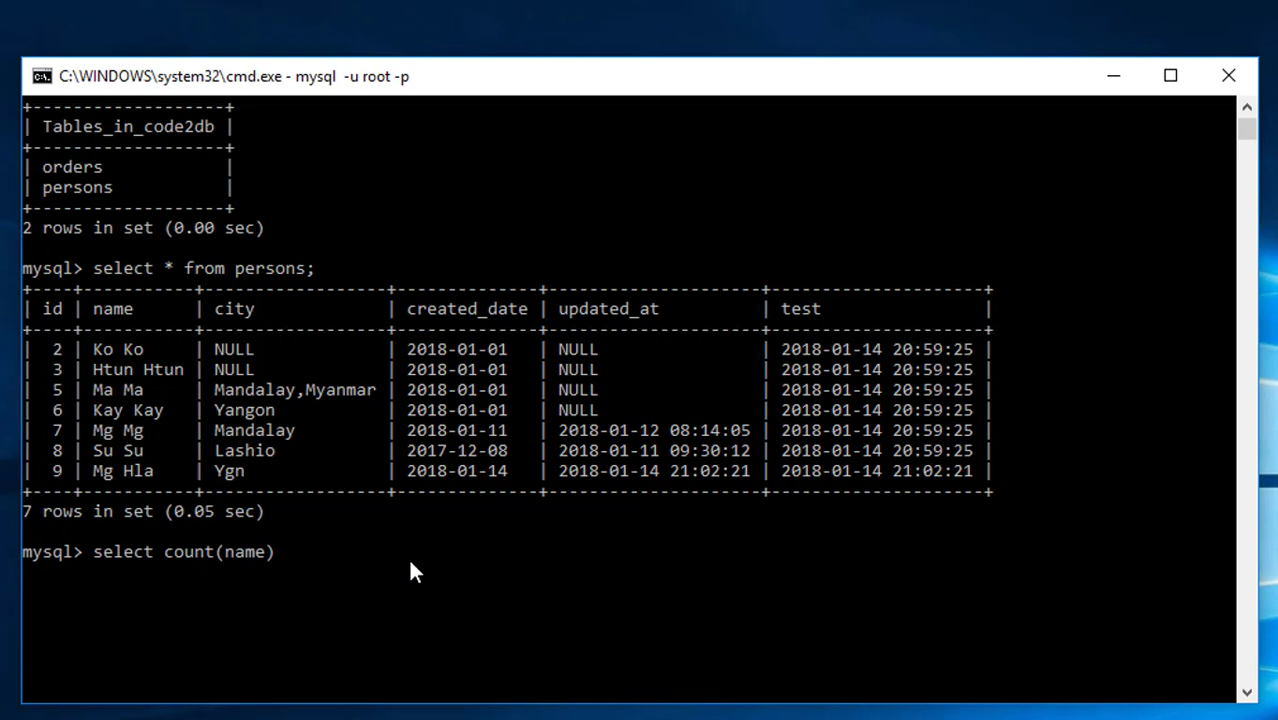 C:\WINDOWS\system32\cmd.exe - mysql  -u root -p
+-------------------+
| Tables_in_code2db |
+-------------------+
| orders            |
| persons           |
+-------------------+
2 rows in set (0.00 sec)
mysql> select * from persons;
+----+-----------+------------------+--------------+---------------------+---------------------+
| id | name      | city             | created_date | updated_at          | test                |
+----+-----------+------------------+--------------+---------------------+---------------------+
|  2 | Ko Ko     | NULL             | 2018-01-01   | NULL                | 2018-01-14 20:59:25 |
|  3 | Htun Htun | NULL             | 2018-01-01   | NULL                | 2018-01-14 20:59:25 |
|  5 | Ma Ma     | Mandalay,Myanmar | 2018-01-01   | NULL                | 2018-01-14 20:59:25 |
|  6 | Kay Kay   | Yangon           | 2018-01-01   | NULL                | 2018-01-14 20:59:25 |
|  7 | Mg Mg     | Mandalay         | 2018-01-11   | 2018-01-12 08:14:05 | 2018-01-14 20:59:25 |
|  8 | Su Su     | Lashio           | 2017-12-08   | 2018-01-11 09:30:12 | 2018-01-14 20:59:25 |
|  9 | Mg Hla    | Ygn              | 2018-01-14   | 2018-01-14 21:02:21 | 2018-01-14 21:02:21 |
+----+-----------+------------------+--------------+---------------------+---------------------+
7 rows in set (0.05 sec)
mysql> select count(name)